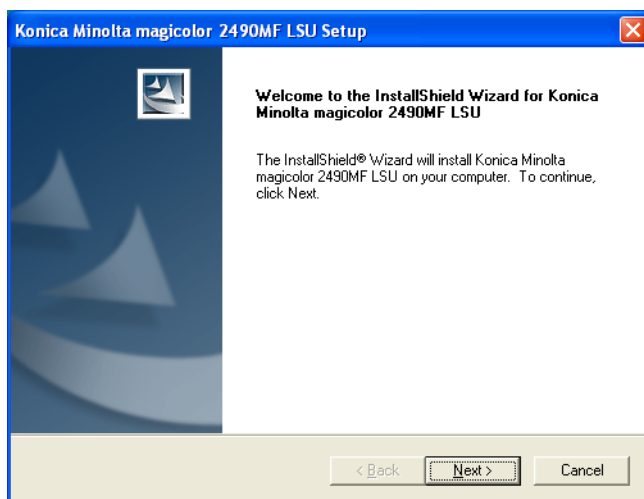 Konica Minolta magicolor 2490MF LSU Setup
Welcome to the InstallShield Wizard for Konica
Minolta magicolor 2490MF LSU
The InstallShield® Wizard will install Konica Minolta
magicolor 2490MF LSU on your computer. To continue,
click Next.
< Back
Next >
Cancel